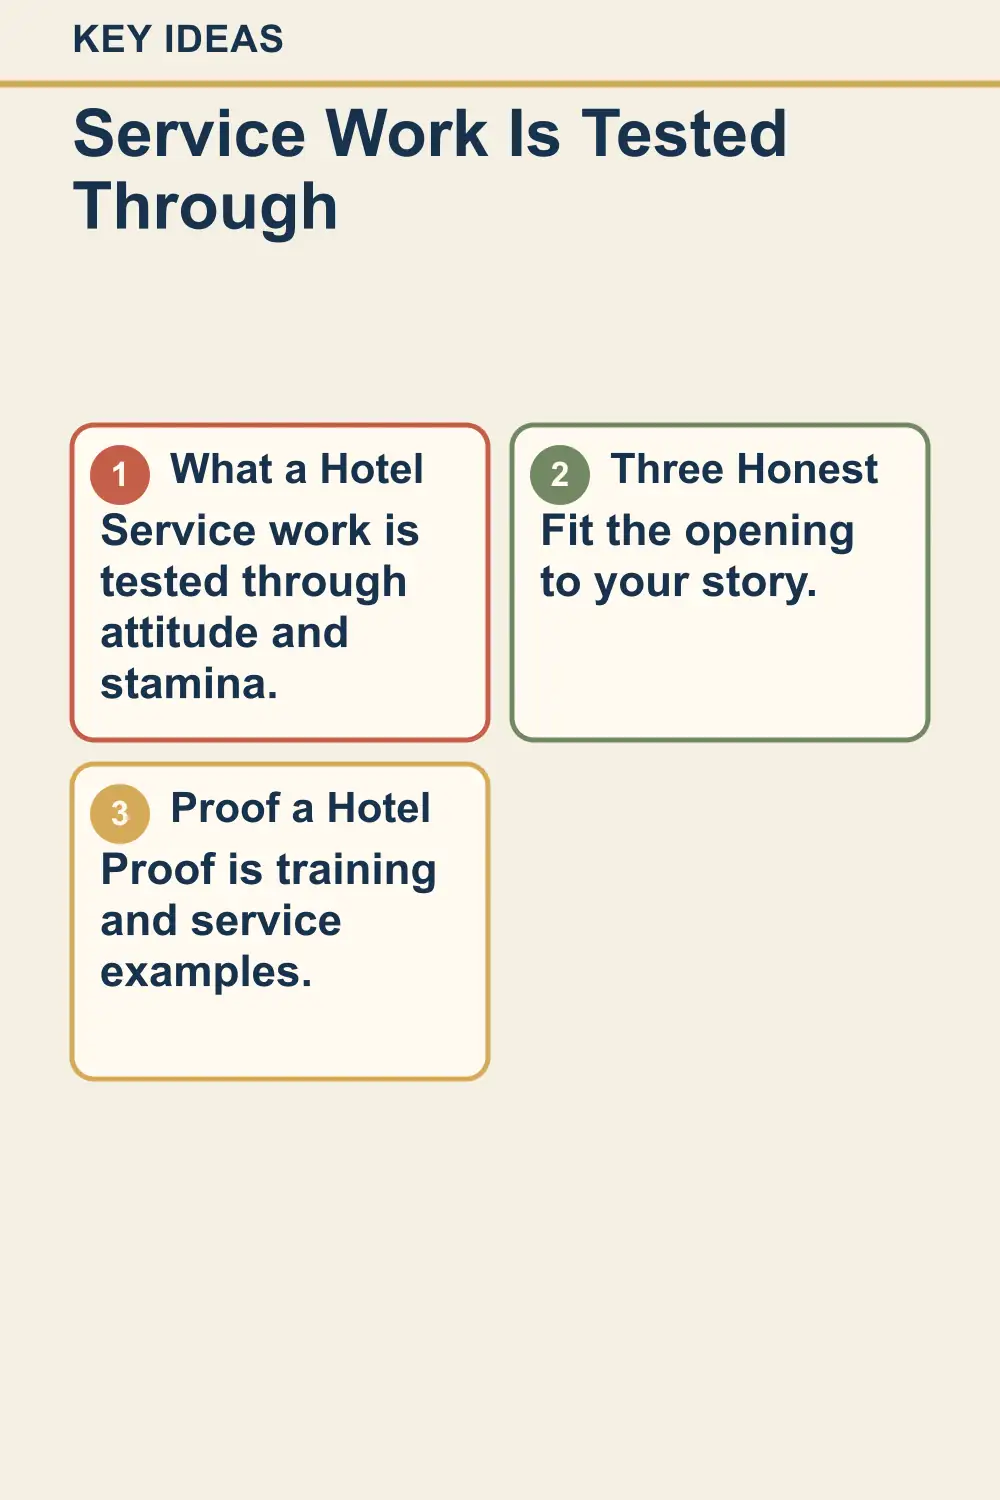 KEY IDEAS
Service Work Is Tested
Through
1 What a Hotel
Service work is
tested through
attitude and
stamina.
2 Three Honest
Fit the opening
to your story.
3 Proof a Hotel
Proof is training
and service
examples.